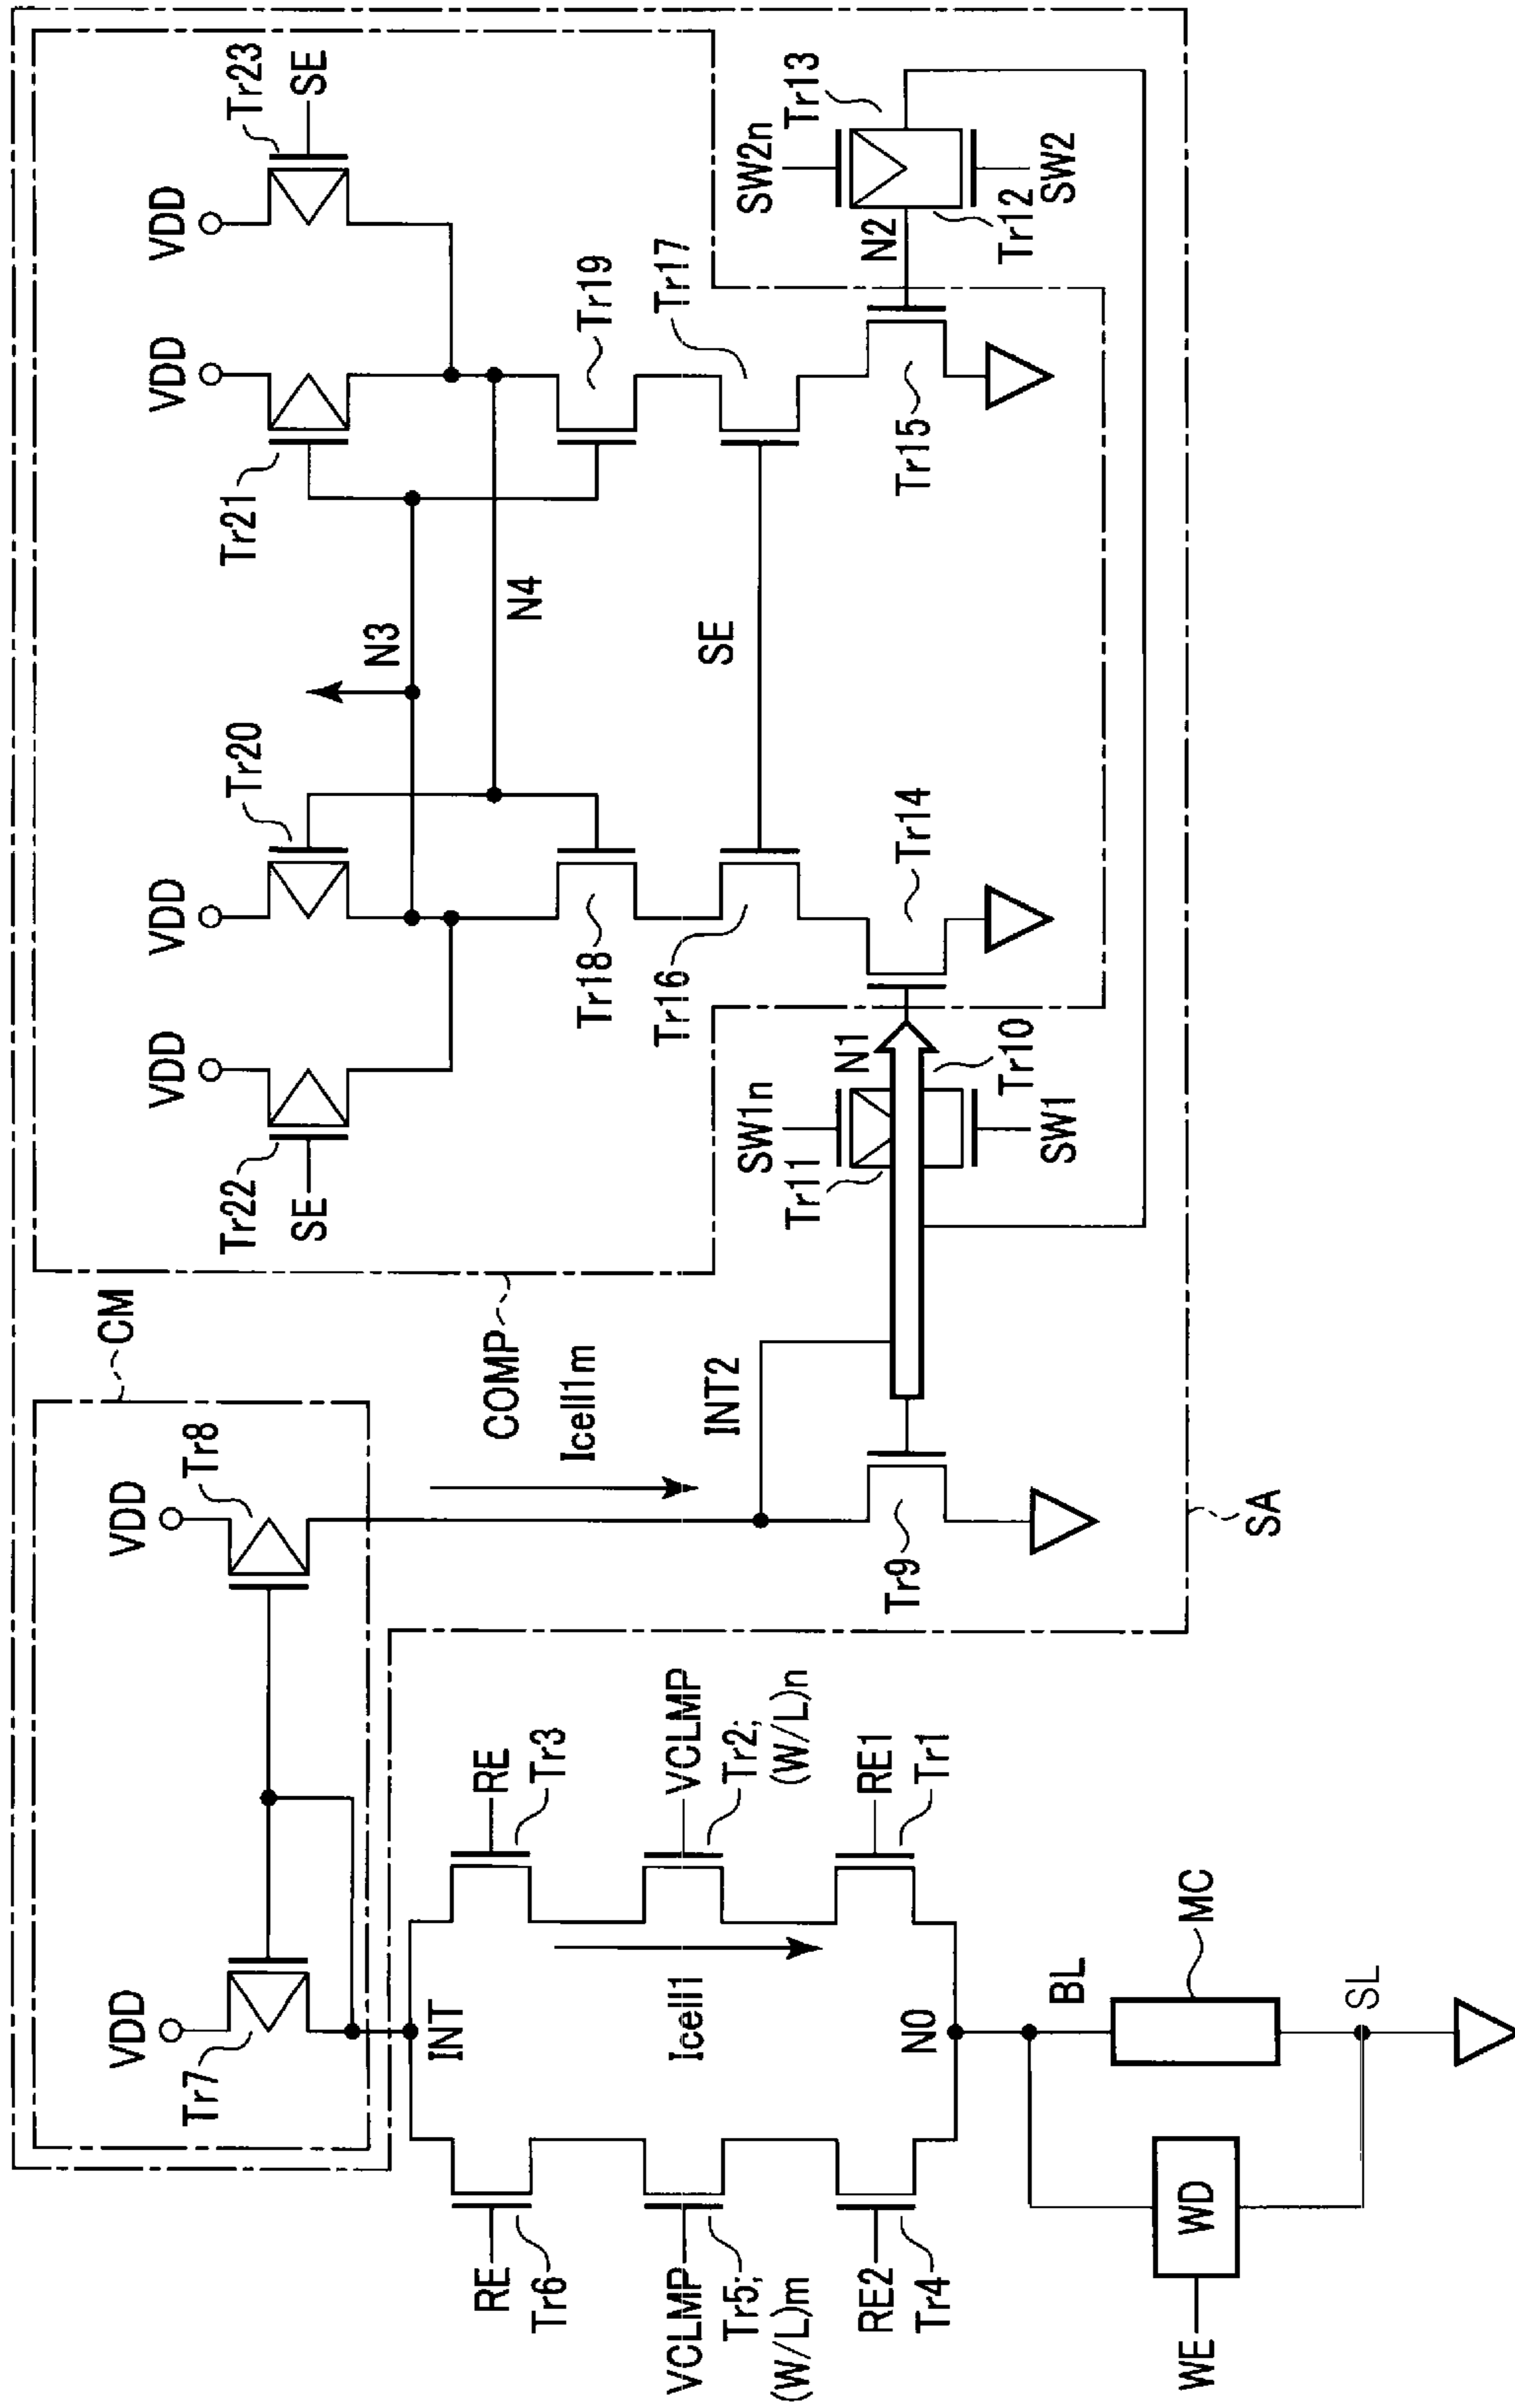 VDD
Tr7
VDD
Tr8
CM
INT
RE
Tr6
RE
Tr3
VCLMP
Tr5;
(W/L)m
Icell1
VCLMP
Tr2;
(W/L)n
RE2
Tr4
N0
RE1
Tr1
BL
MC
WD
WE
SL
SA
COMP
Icell1m
INT2
Tr9
SW1n
Tr11
N1
Tr10
SW1
Tr22
SE
VDD
VDD
Tr20
N3
N4
Tr21
VDD
VDD
Tr23
SE
Tr18
Tr19
Tr16
SE
Tr17
Tr14
Tr15
N2
SW2n
Tr13
Tr12
SW2